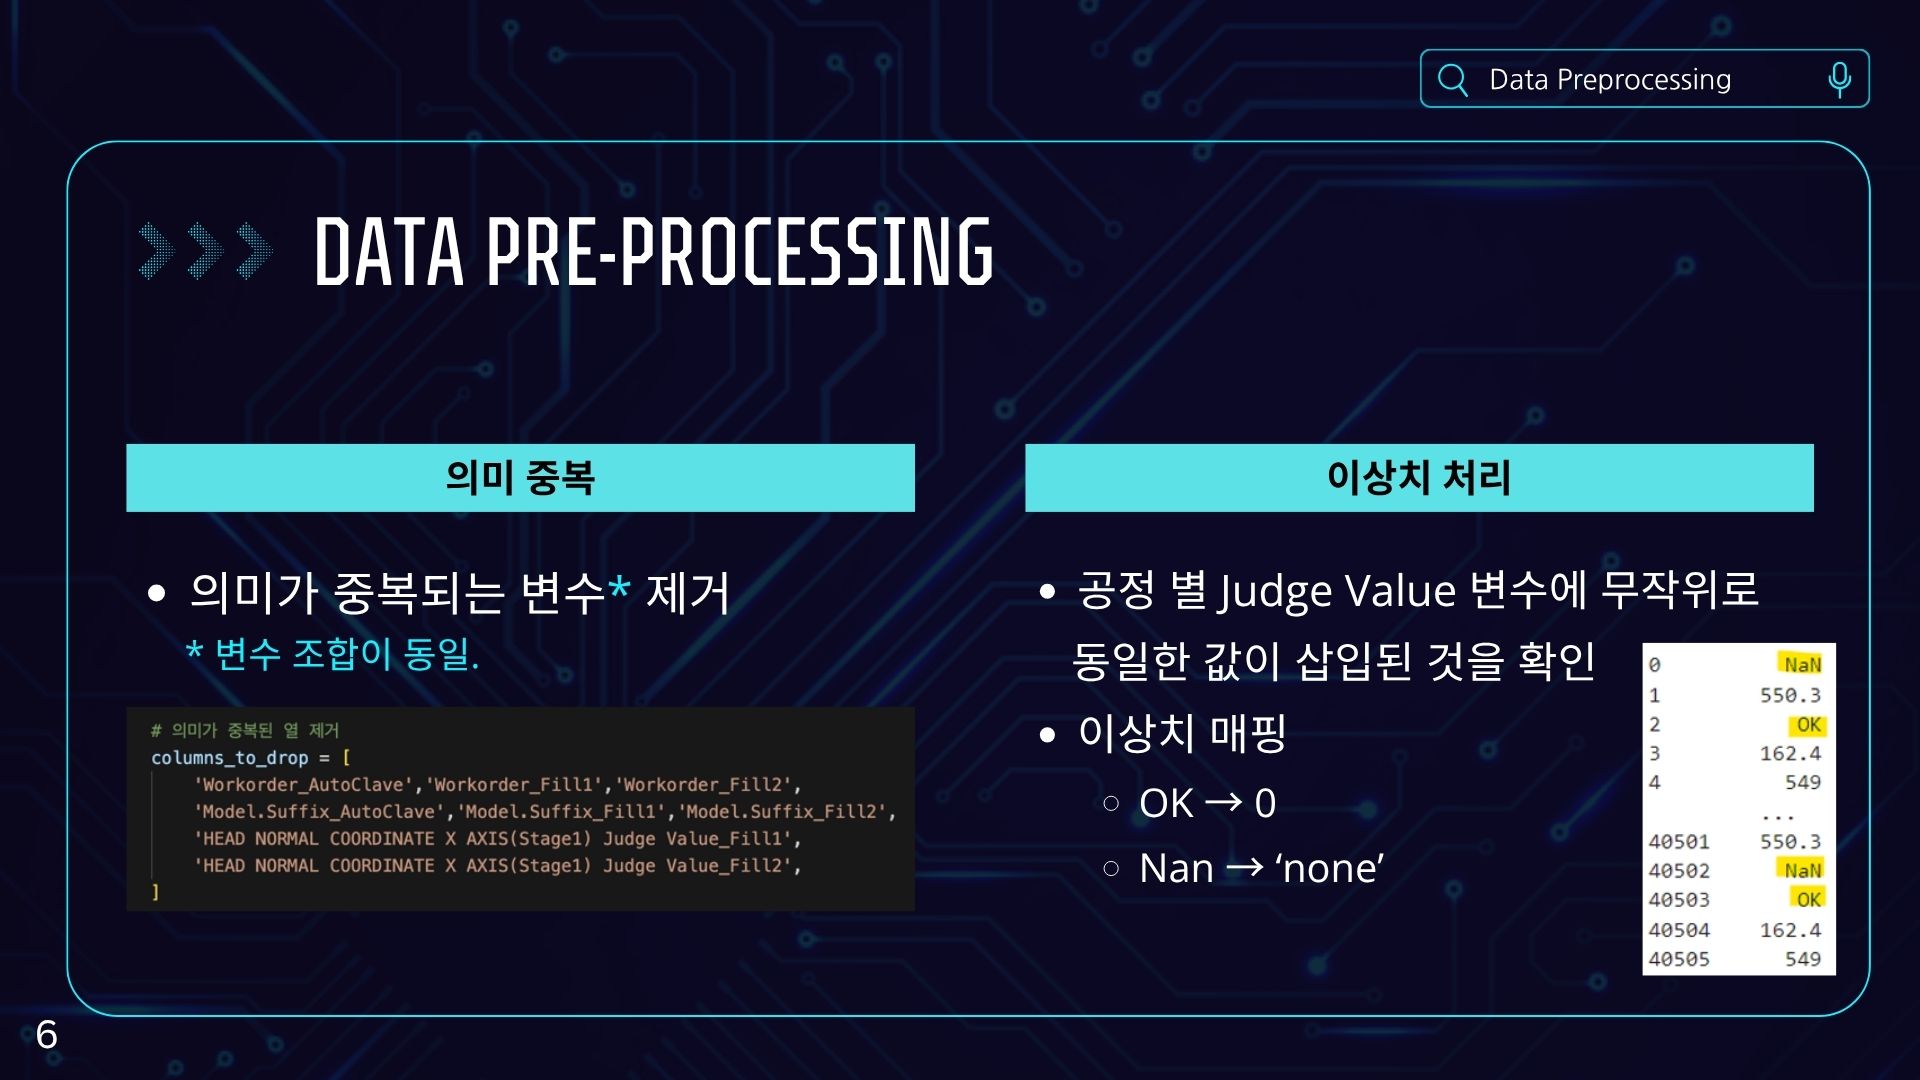 Data Preprocessing
DATA PRE-PROCESSING
의미 중복
• 의미가 중복되는 변수* 제거
* 변수 조합이 동일.
# 의미가 중복된 열 제거
columns_to_drop = [
'Workorder_AutoClave','Workorder_Fill1','Workorder_Fill2',
'Model.Suffix_AutoClave','Model.Suffix_Fill1','Model.Suffix_Fill2',
'HEAD NORMAL COORDINATE X AXIS(Stage1) Judge Value_Fill1',
'HEAD NORMAL COORDINATE X AXIS(Stage1) Judge Value_Fill2',
]
이상치 처리
• 공정 별 Judge Value 변수에 무작위로
동일한 값이 삽입된 것을 확인
• 이상치 매핑
○ OK → 0
○ Nan → ‘none’
0 NaN
1 550.3
2 OK
3 162.4
4 549
...
40501 550.3
40502 NaN
40503 OK
40504 162.4
40505 549
6